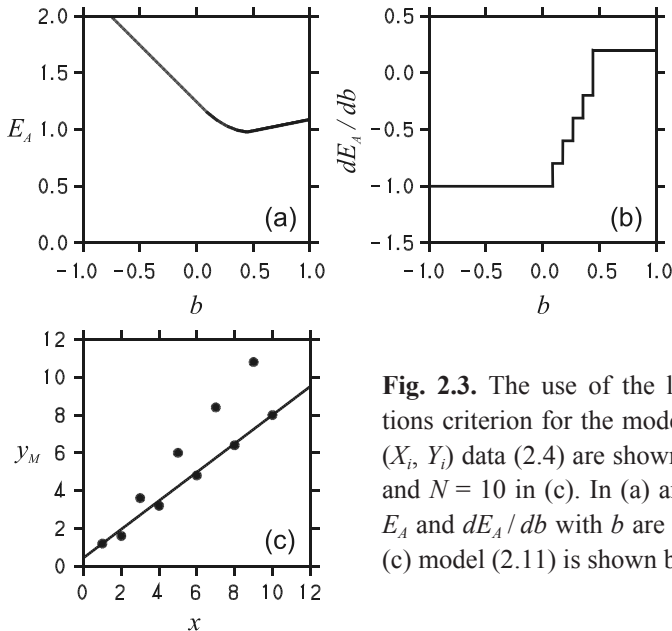 2.0
1.5
1.0
0.5
0.0
E_A
(a)
-1.0 -0.5 0.0 0.5 1.0
b
0.5
0.0
-0.5
-1.0
-1.5
dE_A / db
(b)
-1.0 -0.5 0.0 0.5 1.0
b
12
10
8
6
4
2
0
y_M
(c)
0 2 4 6 8 10 12
x
Fig. 2.3. The use of the l
tions criterion for the mode
(X_i, Y_i) data (2.4) are shown
and N = 10 in (c). In (a) a
E_A and dE_A / db with b are
(c) model (2.11) is shown b